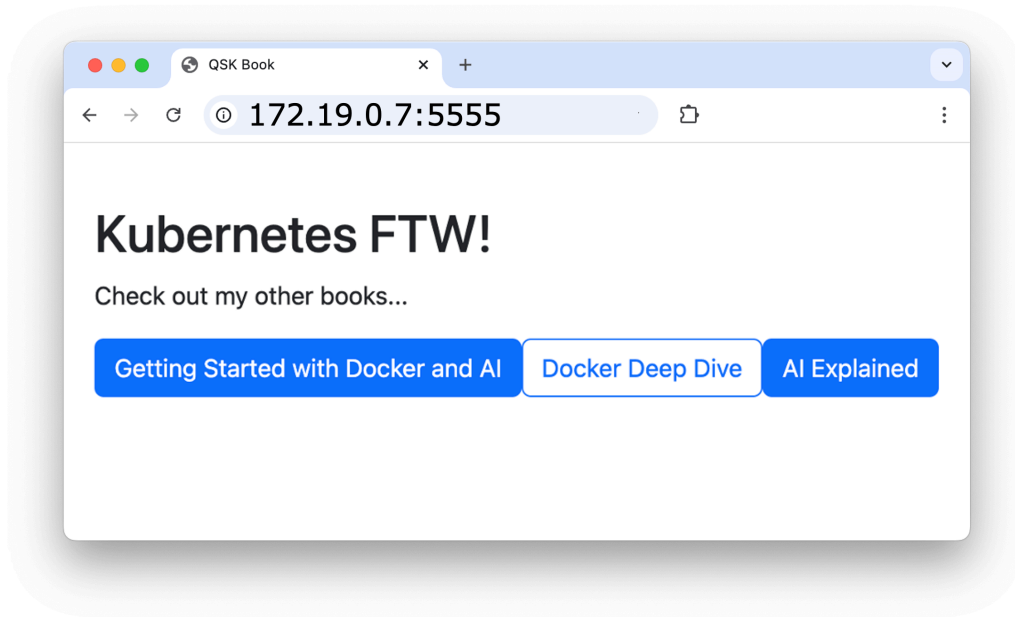 QSK Book
172.19.0.7:5555
Kubernetes FTW!
Check out my other books...
Getting Started with Docker and AI Docker Deep Dive AI Explained